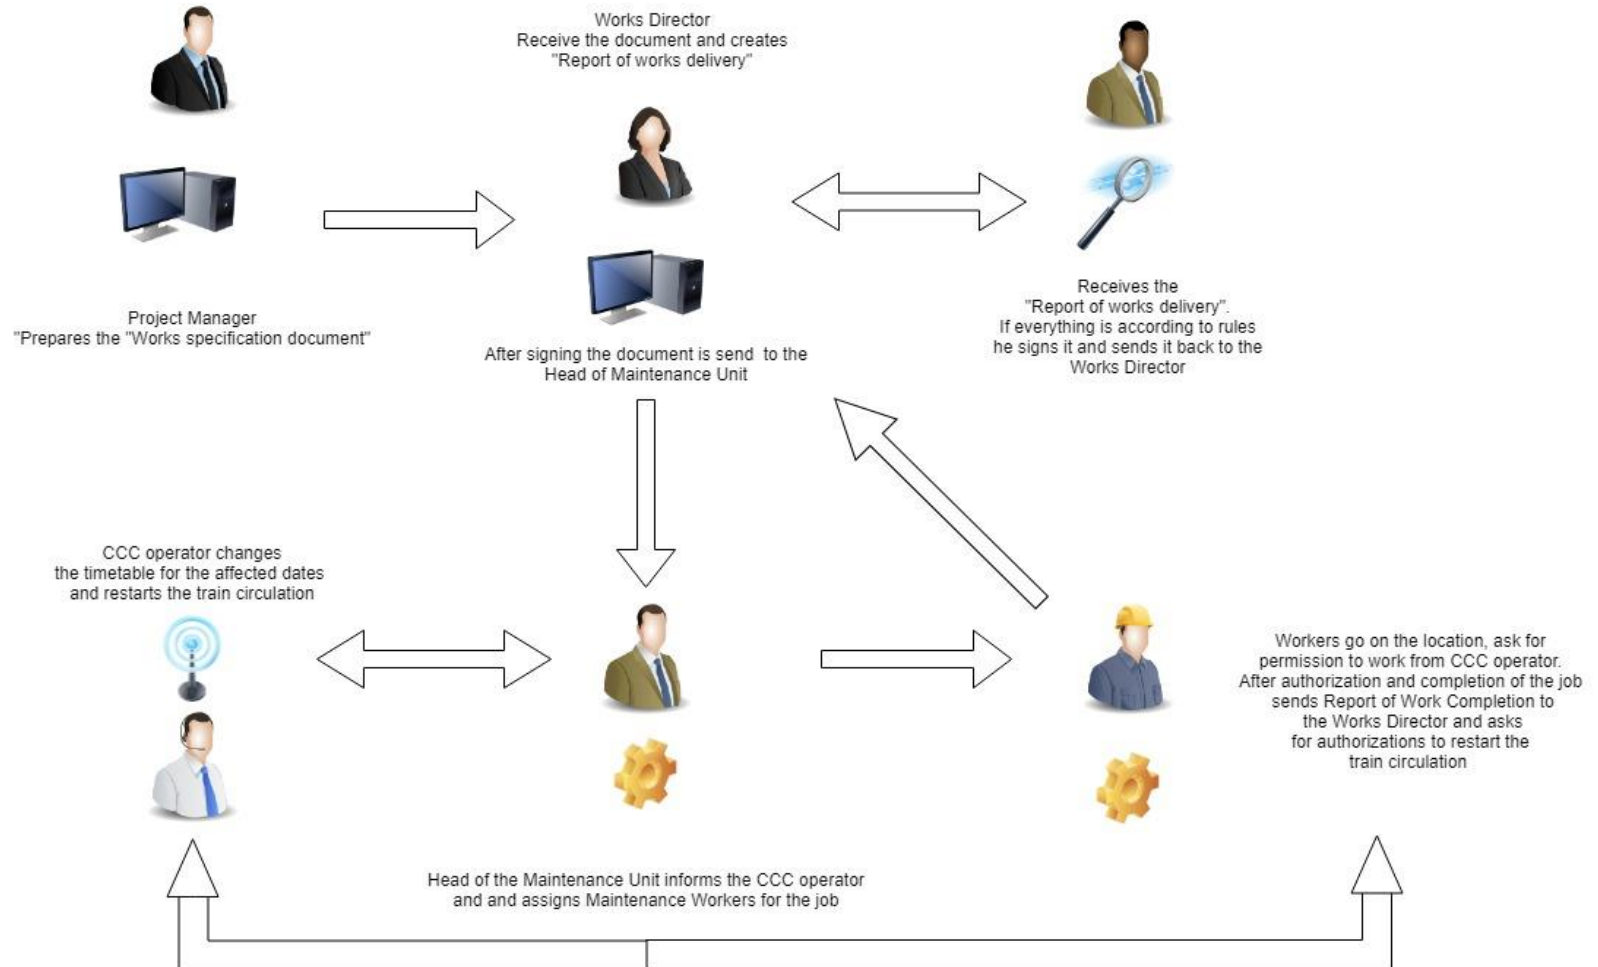 Works Director
Receive the document and creates
"Report of works delivery"
Project Manager
"Prepares the "Works specification document"
After signing the document is send  to the
Head of Maintenance Unit
Receives the
"Report of works delivery".
If everything is according to rules
he signs it and sends it back to the
Works Director
CCC operator changes
the timetable for the affected dates
and restarts the train circulation
Workers go on the location, ask for
permission to work from CCC operator.
After authorization and completion of the job
sends Report of Work Completion to
the Works Director and asks
for authorizations to restart the
train circulation
Head of the Maintenance Unit informs the CCC operator
and and assigns Maintenance Workers for the job